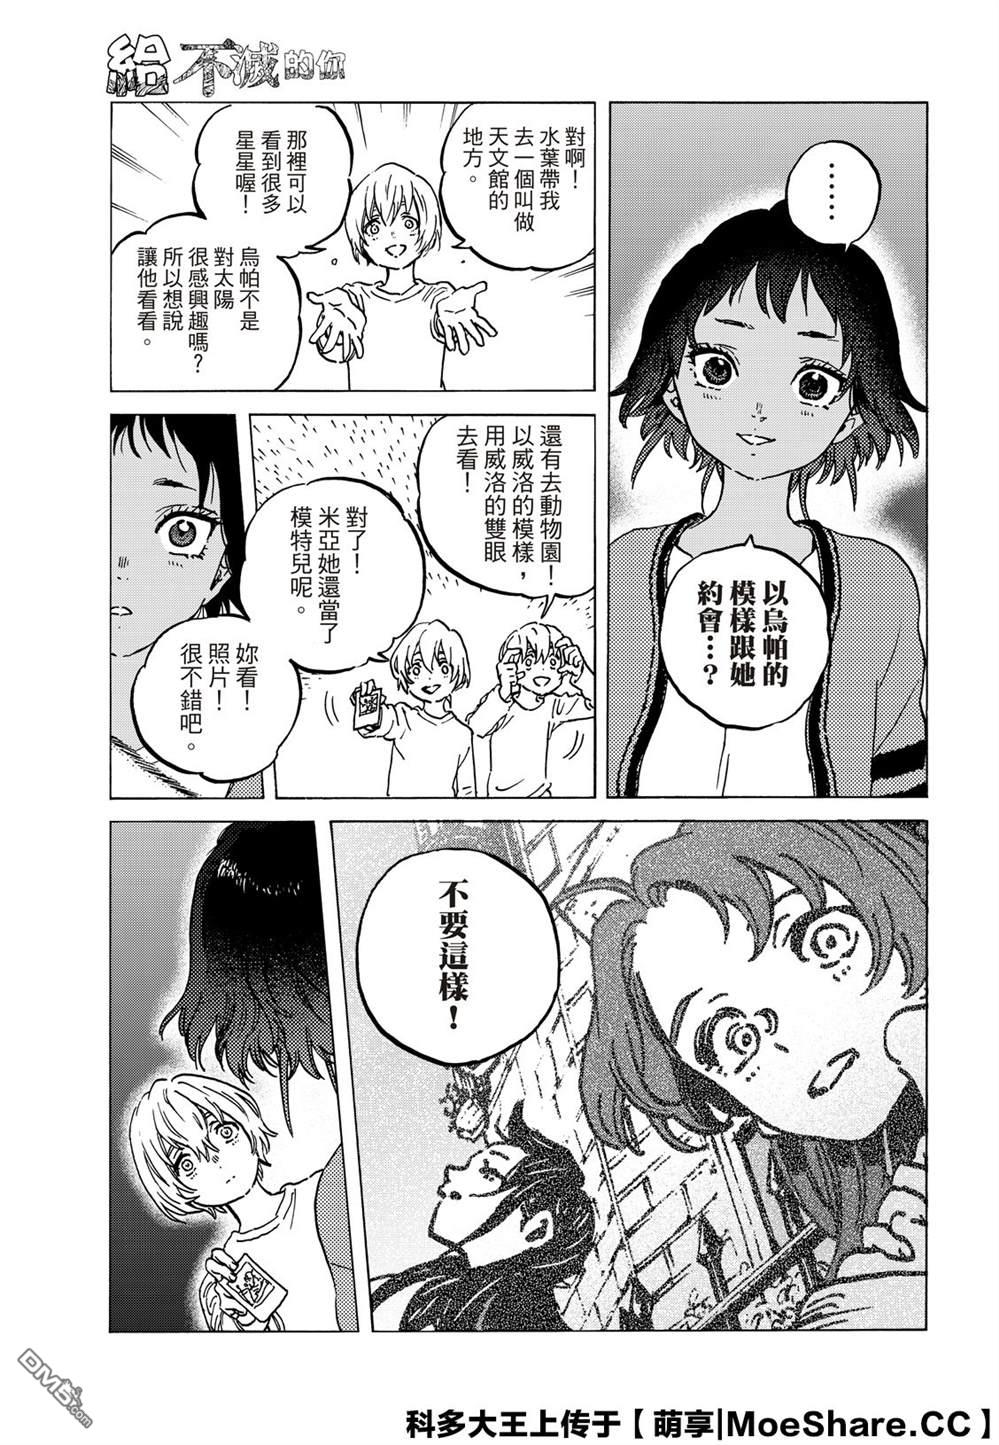 給不滅的你
……
以烏帕的
模樣跟她
約會…？
對啊！
水葉帶我
去一個叫做
天文館的
地方。
那裡可以
看到很多
星星喔！
烏帕不是
對太陽
很感興趣嗎？
所以想說
讓他看看。
還有去動物園！
以威洛的模樣，
用威洛的雙眼
去看！
對了！
米亞她還當了
模特兒呢。
妳看！
照片！
很不錯吧。
不要這樣！
DM5.com
科多大王上传于【萌享|MoeShare.CC】